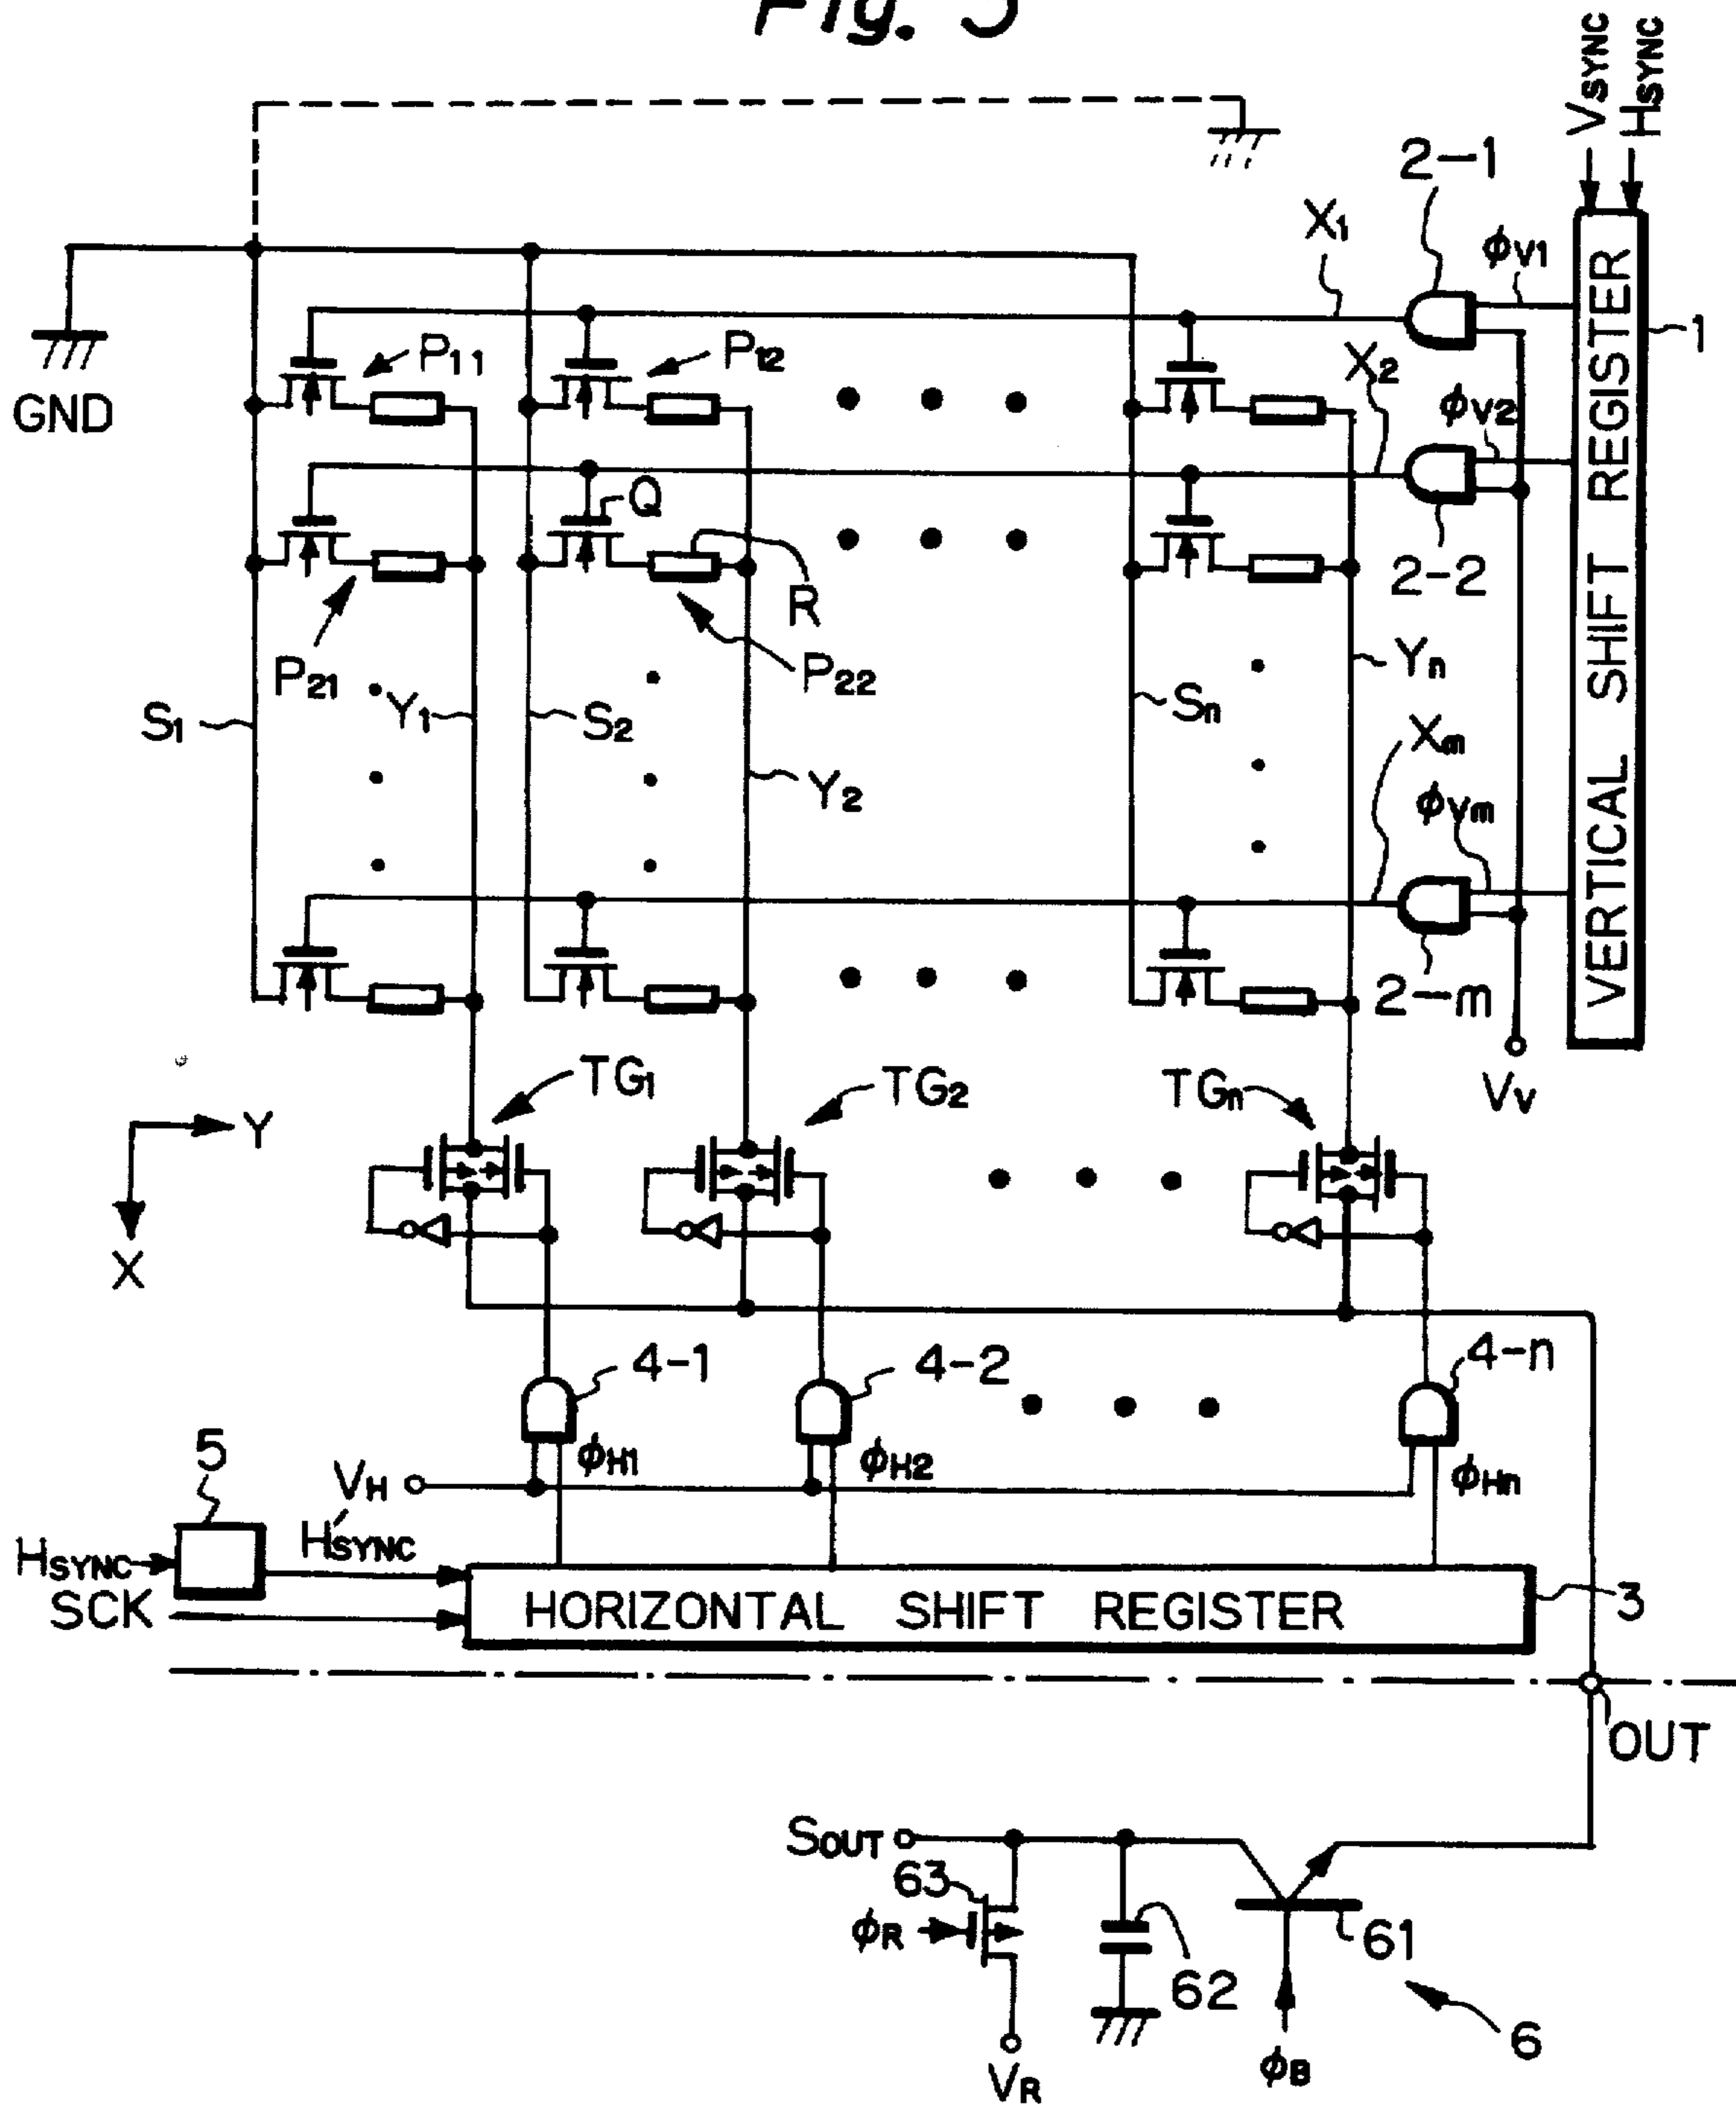 Fig. 5
VSYNC
HSYNC
2-1
X1
ϕV1
P11
P12
X2
GND
ϕV2
1
Q
R
2-2
P21
P22
Yn
S1
Y1
S2
Sn
Xm
Y2
ϕVm
VERTICAL SHIFT REGISTER
2-m
TG1
TG2
TGn
VV
Y
X
4-1
4-2
4-n
5
ϕH1
ϕH2
ϕHn
VH
HSYNC
H'SYNC
SCK
HORIZONTAL SHIFT REGISTER
3
OUT
SOUT
63
ϕR
61
62
6
ϕB
VR